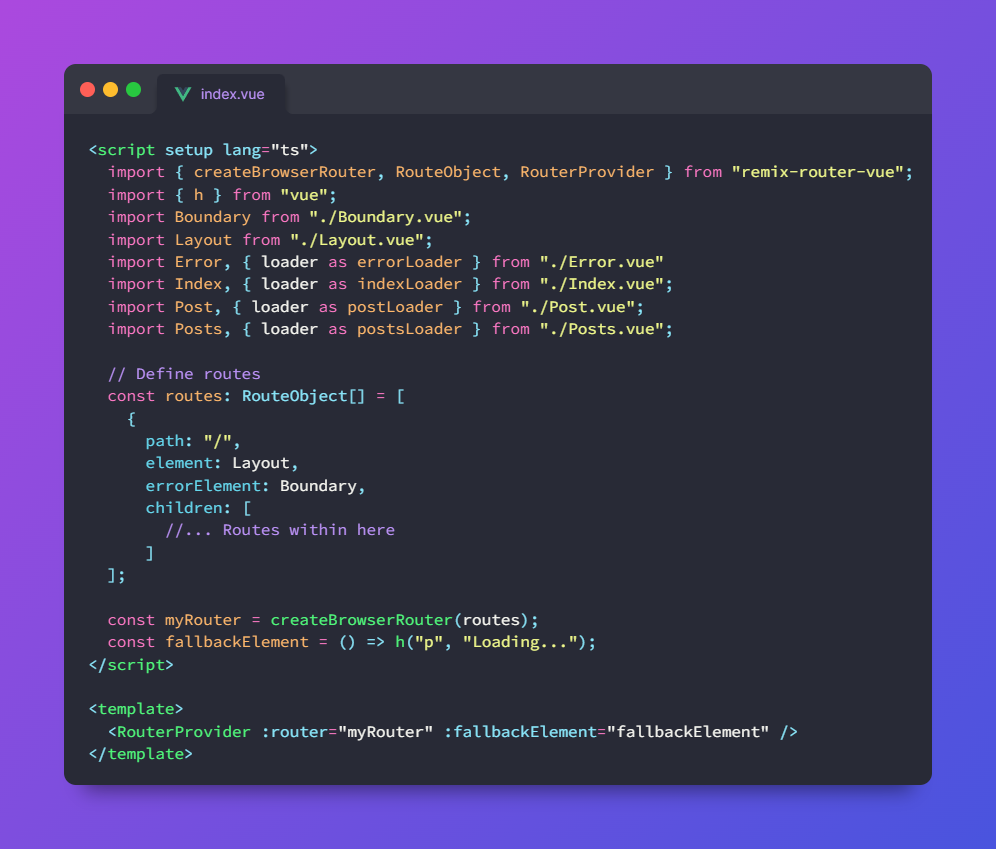 index.vue
<script setup lang="ts">
  import { createBrowserRouter, RouteObject, RouterProvider } from "remix-router-vue";
  import { h } from "vue";
  import Boundary from "./Boundary.vue";
  import Layout from "./Layout.vue";
  import Error, { loader as errorLoader } from "./Error.vue"
  import Index, { loader as indexLoader } from "./Index.vue";
  import Post, { loader as postLoader } from "./Post.vue";
  import Posts, { loader as postsLoader } from "./Posts.vue";

  // Define routes
  const routes: RouteObject[] = [
    {
      path: "/",
      element: Layout,
      errorElement: Boundary,
      children: [
        //... Routes within here
      ]
  ];

  const myRouter = createBrowserRouter(routes);
  const fallbackElement = () => h("p", "Loading...");
</script>

<template>
  <RouterProvider :router="myRouter" :fallbackElement="fallbackElement" />
</template>